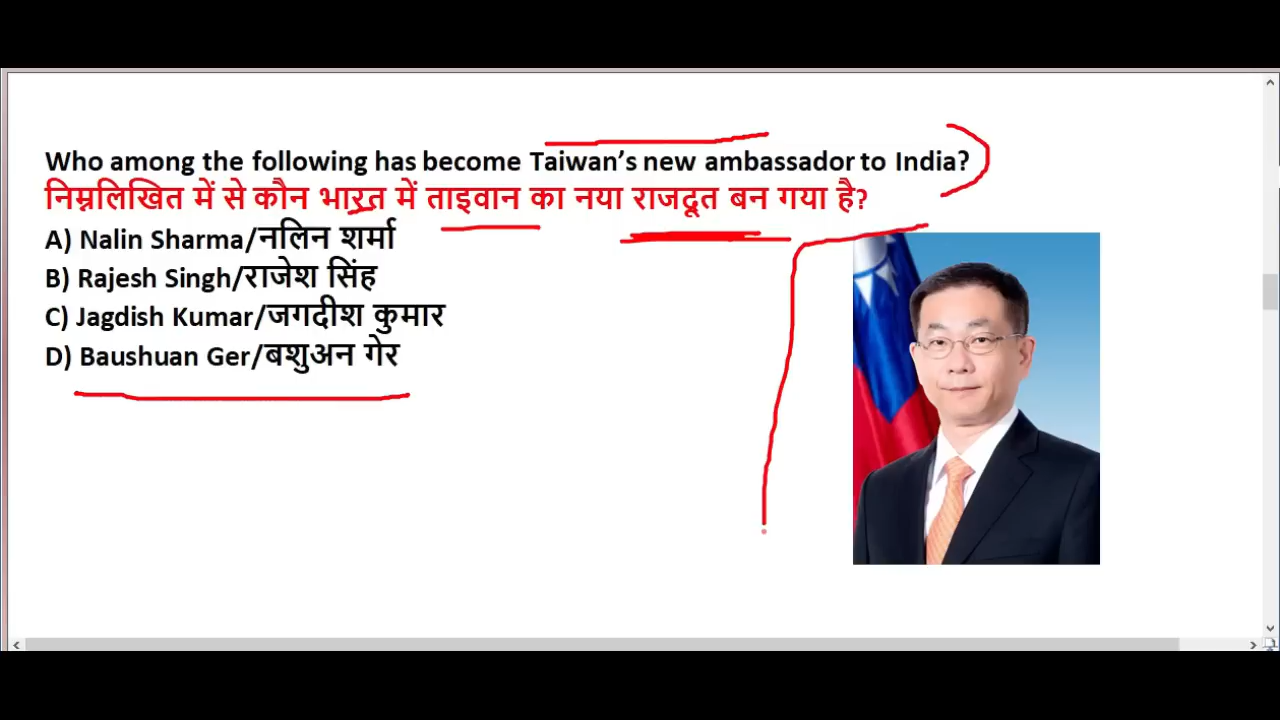 Who among the following has become Taiwan’s new ambassador to India?
निम्नलिखित में से कौन भारत में ताइवान का नया राजदूत बन गया है?
A) Nalin Sharma/नलिन शर्मा
B) Rajesh Singh/राजेश सिंह
C) Jagdish Kumar/जगदीश कुमार
D) Baushuan Ger/बशुअन गेर